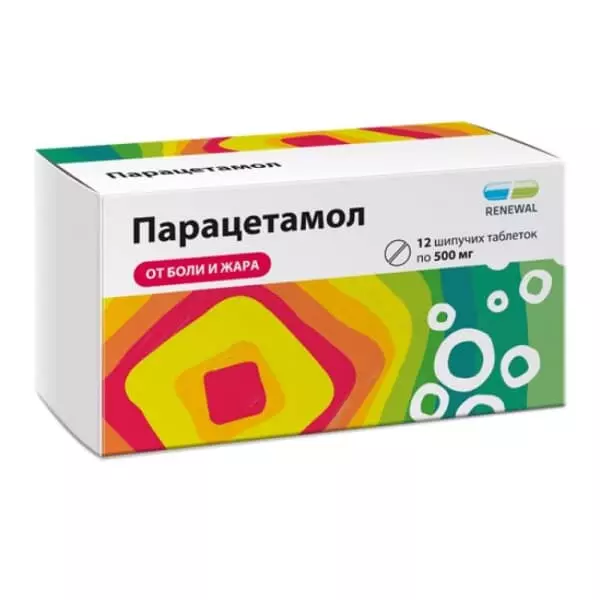 Парацетамол
Парацетамол
RENEWAL
ОТ БОЛИ И ЖАРА
12 шипучих таблеток
по 500 мг